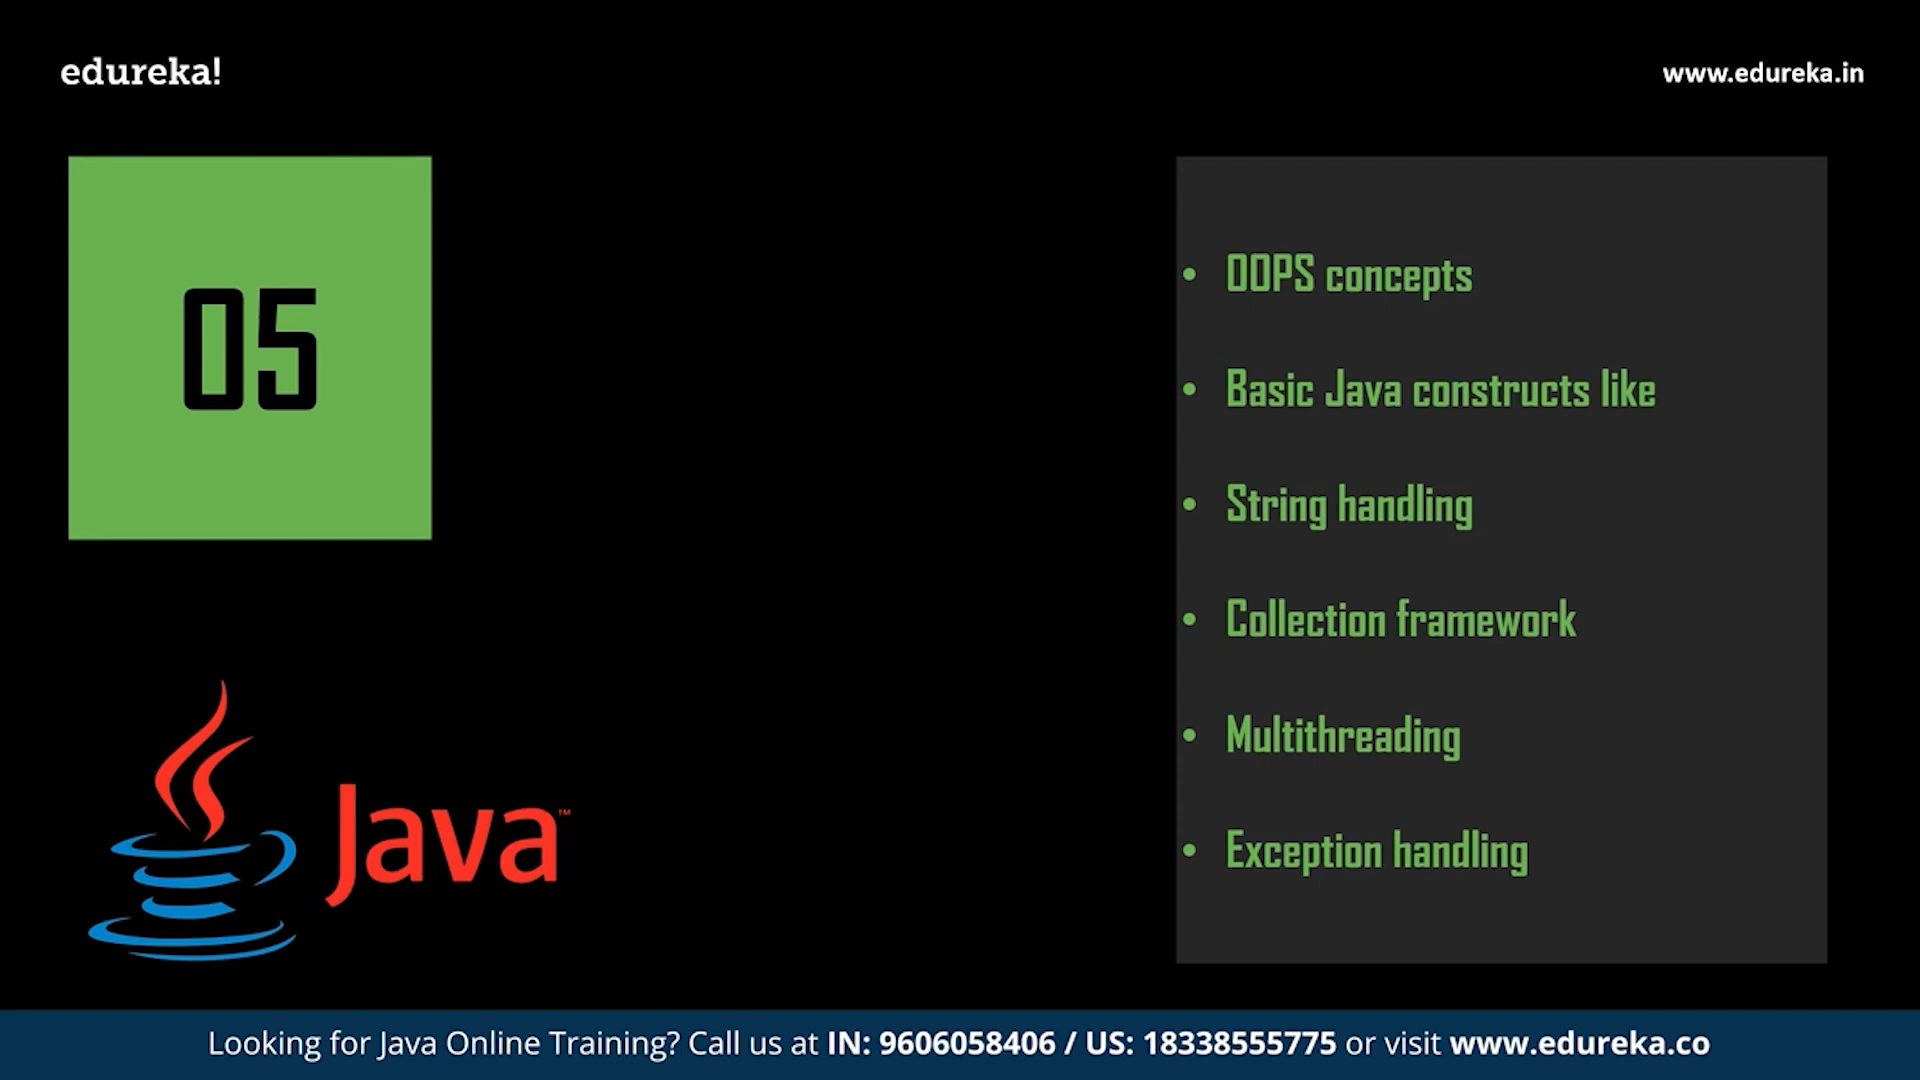 edureka!
www.edureka.in
05
• OOPS concepts
• Basic Java constructs like
• String handling
• Collection framework
• Multithreading
• Exception handling
Java™
Looking for Java Online Training? Call us at IN: 9606058406 / US: 18338555775 or visit www.edureka.co